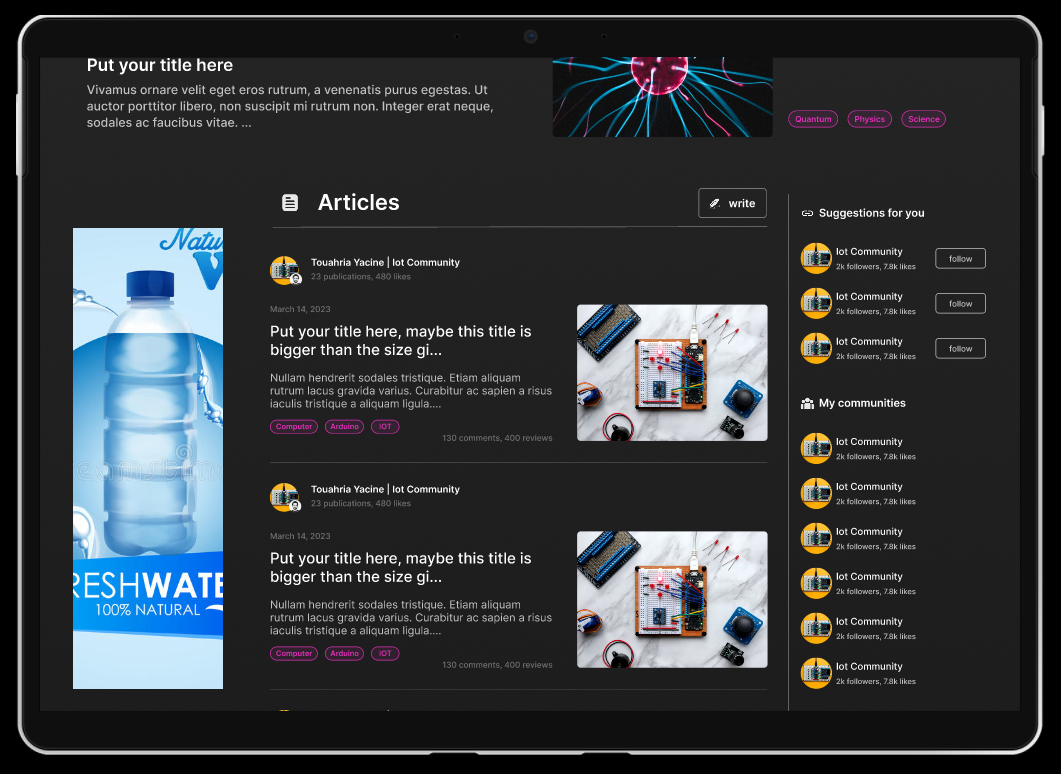 Put your title here
Vivamus ornare velit eget eros rutrum, a venenatis purus egestas. Ut
auctor porttitor libero, non suscipit mi rutrum non. Integer erat neque,
sodales ac faucibus vitae. ...
Quantum
Physics
Science
Articles
write
Natu
RESHWATE
100% NATURAL
Touahria Yacine | Iot Community
23 publications, 480 likes
March 14, 2023
Put your title here, maybe this title is
bigger than the size gi...
Nullam hendrerit sodales tristique. Etiam aliquam
rutrum lacus gravida varius. Curabitur ac sapien a risus
iaculis tristique a aliquam ligula....
Computer
Arduino
IOT
130 comments, 400 reviews
Touahria Yacine | Iot Community
23 publications, 480 likes
March 14, 2023
Put your title here, maybe this title is
bigger than the size gi...
Nullam hendrerit sodales tristique. Etiam aliquam
rutrum lacus gravida varius. Curabitur ac sapien a risus
iaculis tristique a aliquam ligula....
Computer
Arduino
IOT
130 comments, 400 reviews
Suggestions for you
Iot Community
2k followers, 7.8k likes
follow
Iot Community
2k followers, 7.8k likes
follow
Iot Community
2k followers, 7.8k likes
follow
My communities
Iot Community
2k followers, 7.8k likes
Iot Community
2k followers, 7.8k likes
Iot Community
2k followers, 7.8k likes
Iot Community
2k followers, 7.8k likes
Iot Community
2k followers, 7.8k likes
Iot Community
2k followers, 7.8k likes